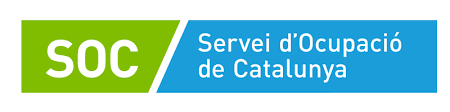 SOC
Servei d'Ocupació
de Catalunya